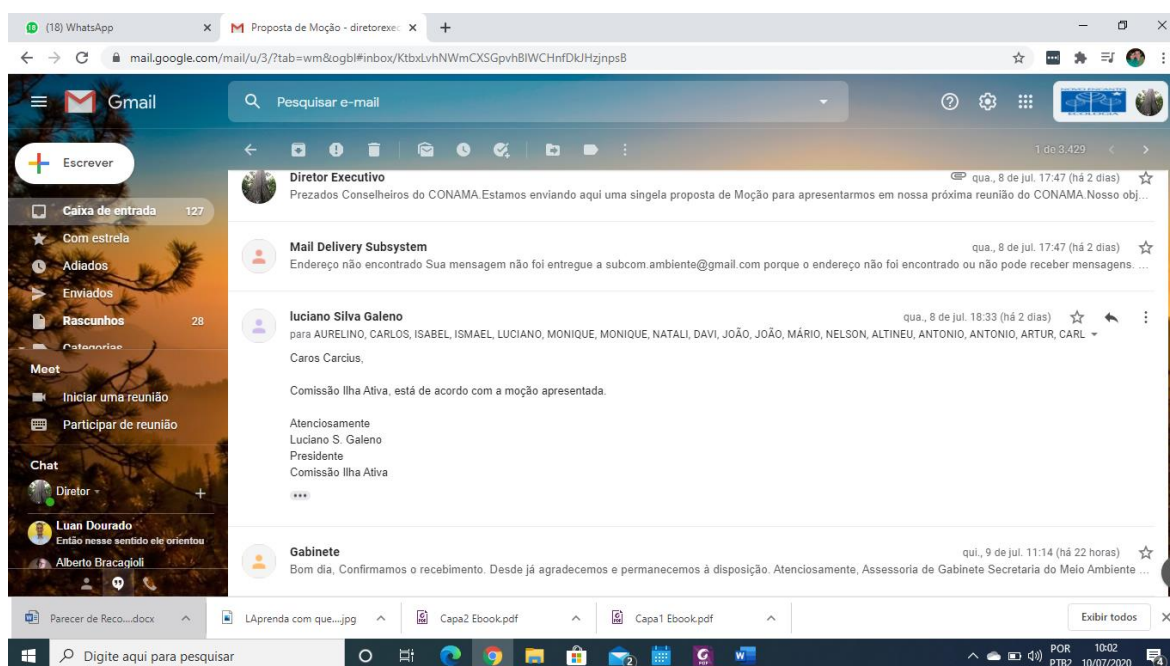 (18) WhatsApp
Proposta de Moção - diretorexec
mail.google.com/mail/u/3/?tab=wm&ogbl#inbox/KtbxLvhNWmCXSGpvhBlWCHnfDkJHzjnpsB
Gmail
Pesquisar e-mail
NOVO ENCANTO
ECOLOGIA
Escrever
1 de 3.429
Caixa de entrada 127
Com estrela
Adiados
Enviados
Rascunhos 28
Categorias
Meet
Iniciar uma reunião
Participar de reunião
Chat
Diretor
Luan Dourado
Então nesse sentido ele orientou
Alberto Bracagioli
Diretor Executivo qua., 8 de jul. 17:47 (há 2 dias)
Prezados Conselheiros do CONAMA.Estamos enviando aqui uma singela proposta de Moção para apresentarmos em nossa próxima reunião do CONAMA.Nosso obj...
Mail Delivery Subsystem qua., 8 de jul. 17:47 (há 2 dias)
Endereço não encontrado Sua mensagem não foi entregue a subcom.ambiente@gmail.com porque o endereço não foi encontrado ou não pode receber mensagens. ...
luciano Silva Galeno qua., 8 de jul. 18:33 (há 2 dias)
para AURELINO, CARLOS, ISABEL, ISMAEL, LUCIANO, MONIQUE, MONIQUE, NATALI, DAVI, JOÃO, JOÃO, MÁRIO, NELSON, ALTINEU, ANTONIO, ANTONIO, ARTUR, CARL
Caros Carcius,
Comissão Ilha Ativa, está de acordo com a moção apresentada.
Atenciosamente
Luciano S. Galeno
Presidente
Comissão Ilha Ativa
Gabinete qui., 9 de jul. 11:14 (há 22 horas)
Bom dia, Confirmamos o recebimento. Desde já agradecemos e permanecemos á disposição. Atenciosamente, Assessoria de Gabinete Secretaria do Meio Ambiente ...
Parecer de Reco....docx
LAprenda com que....jpg
Capa2 Ebook.pdf
Capa1 Ebook.pdf
Exibir todos
Digite aqui para pesquisar
POR
PTB2
10:02
10/07/2020